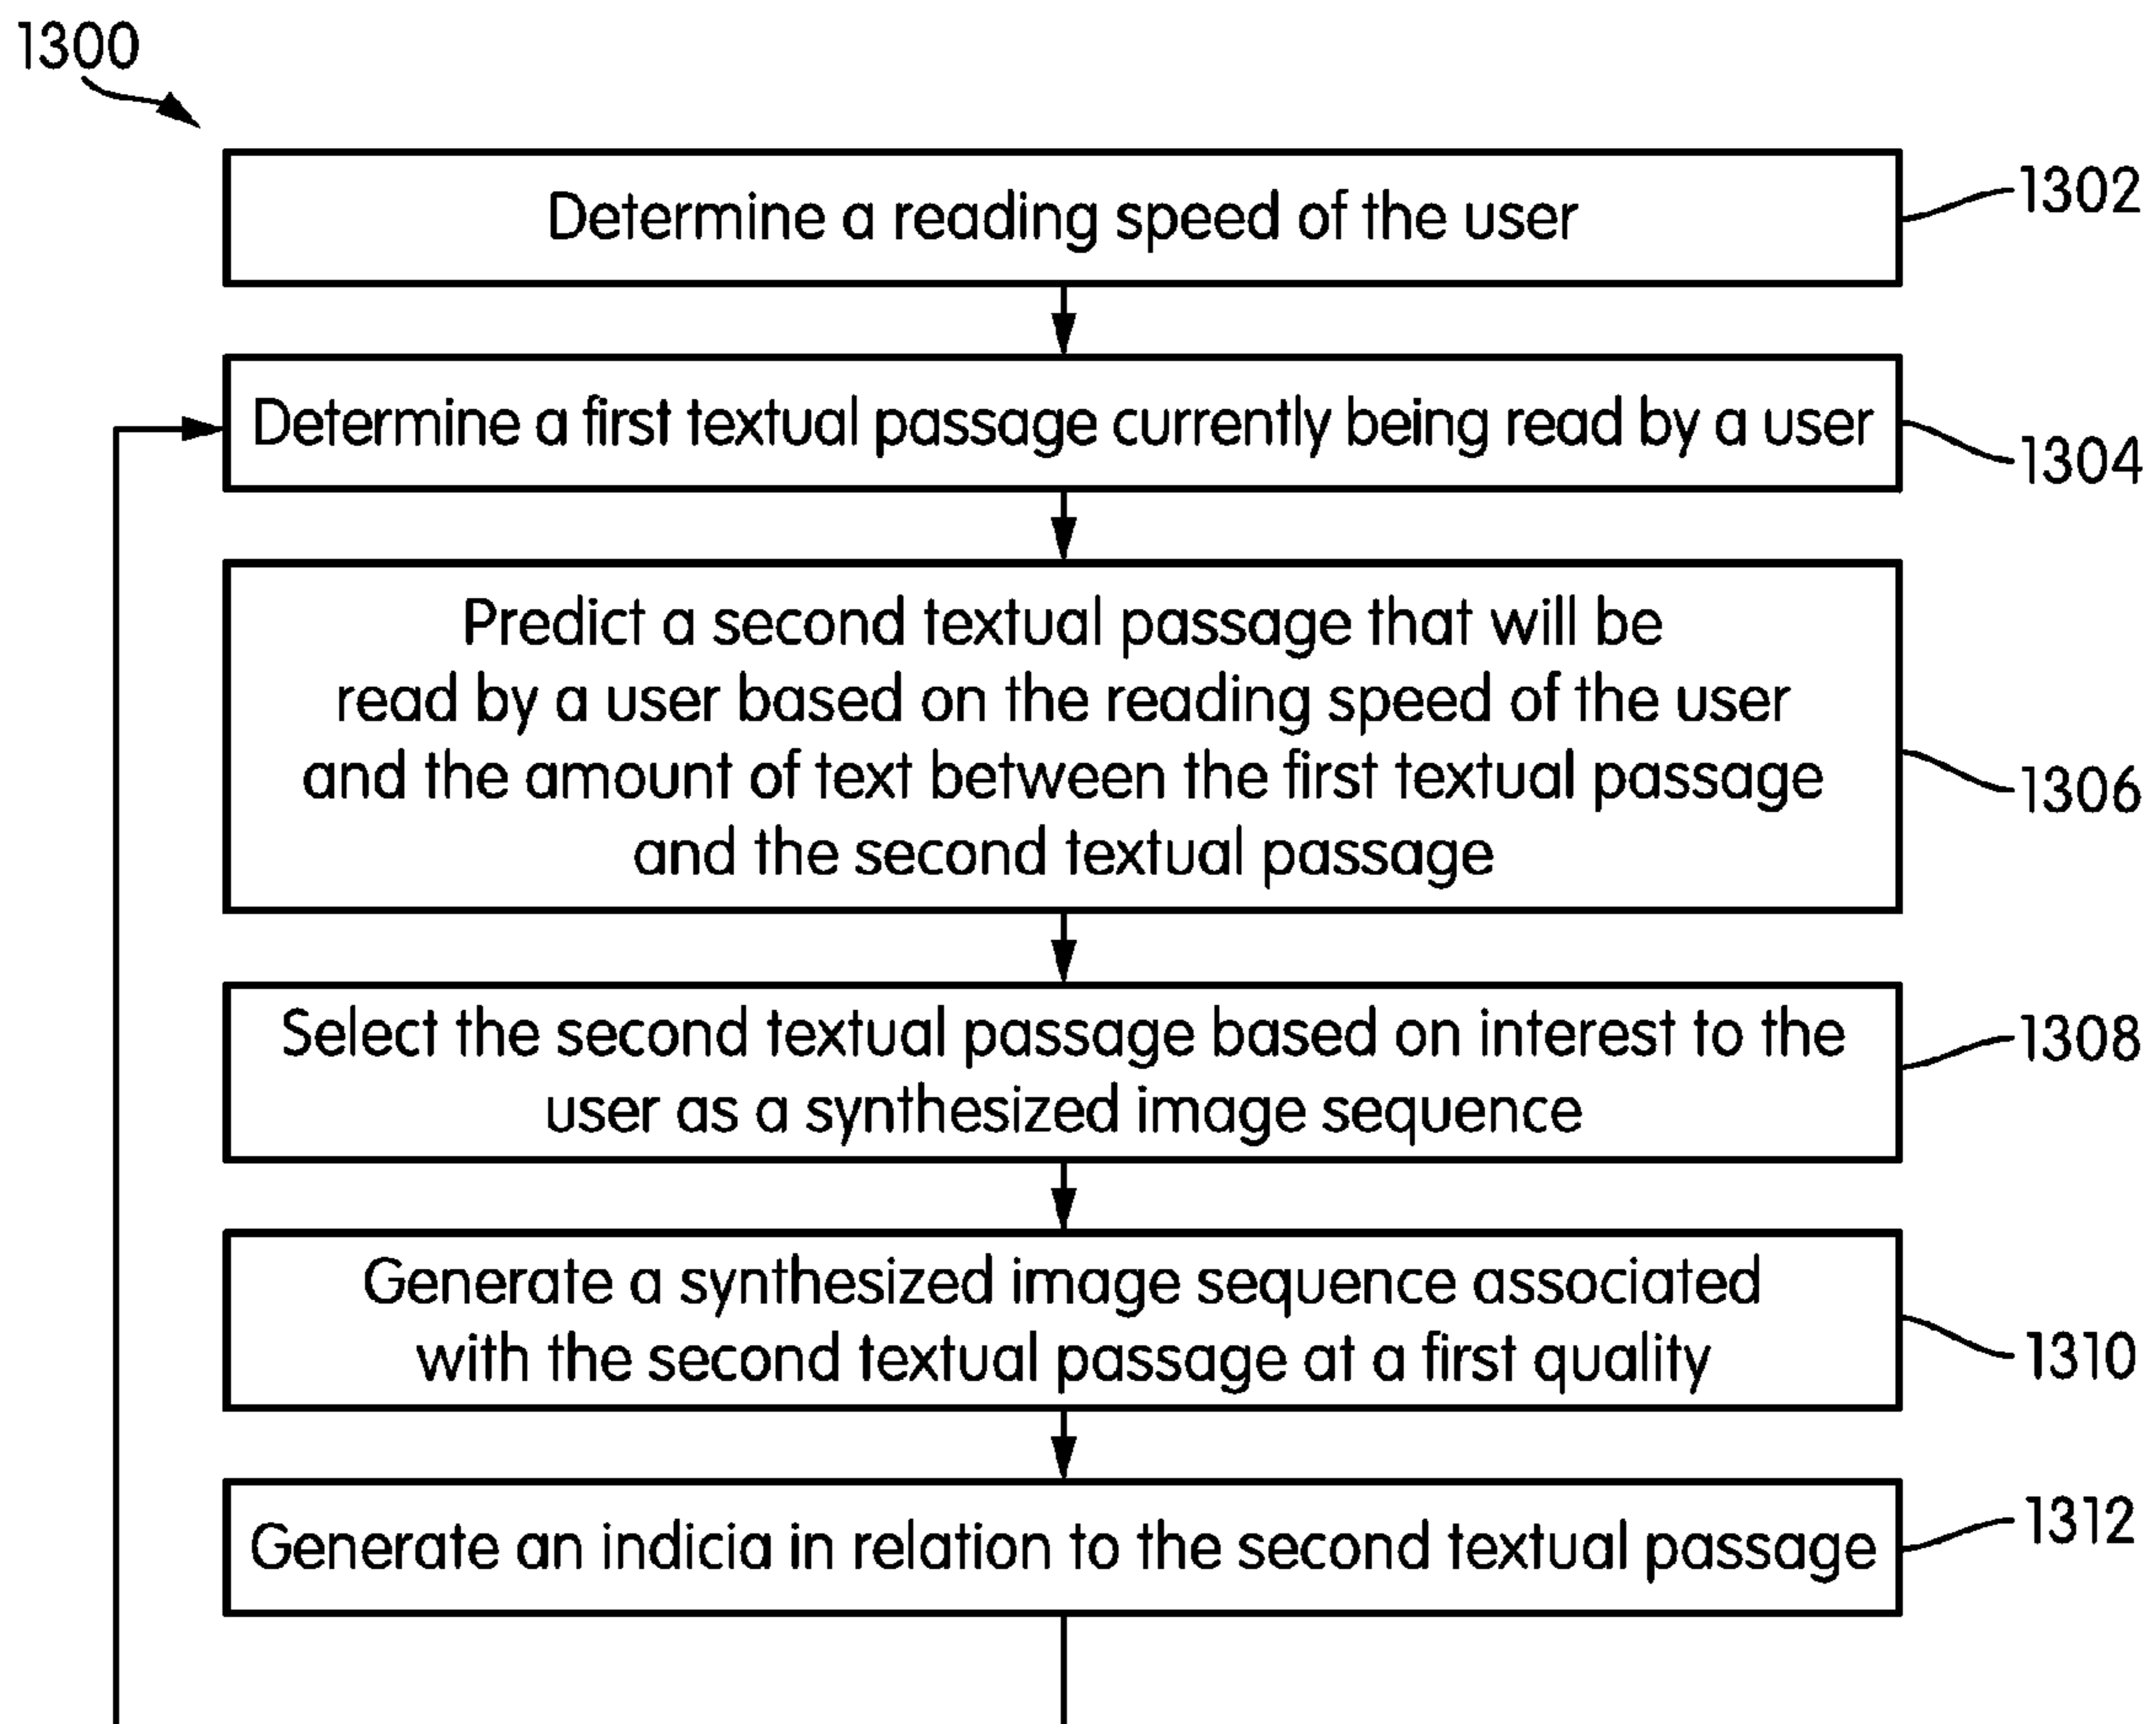 1300
Determine a reading speed of the user
1302
Determine a first textual passage currently being read by a user
1304
Predict a second textual passage that will be
read by a user based on the reading speed of the user
and the amount of text between the first textual passage
and the second textual passage
1306
Select the second textual passage based on interest to the
user as a synthesized image sequence
1308
Generate a synthesized image sequence associated
with the second textual passage at a first quality
1310
Generate an indicia in relation to the second textual passage
1312